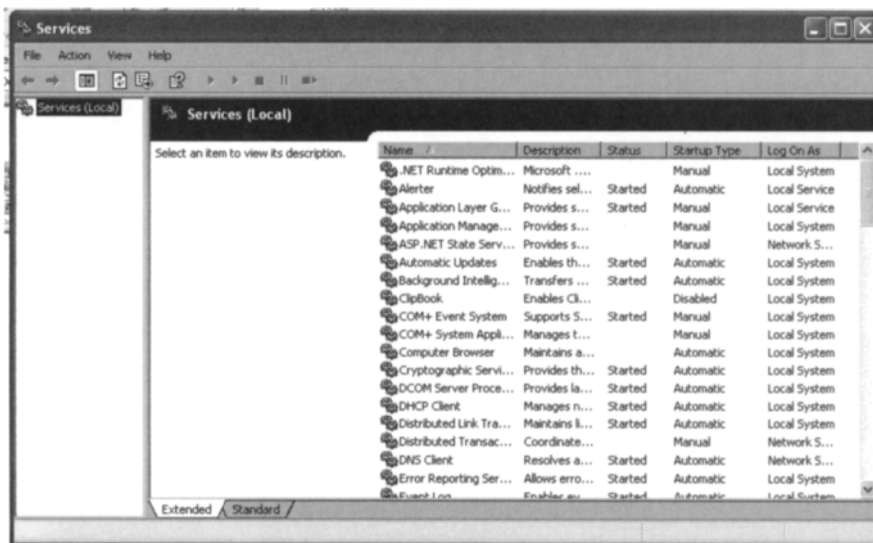 Services
File Action View Help
Services (Local)
Services (Local)
Select an item to view its description.
Name Description Status Startup Type Log On As
.NET Runtime Optim... Microsoft .... Manual Local System
Alerter Notifies sel... Started Automatic Local Service
Application Layer G... Provides s... Started Manual Local Service
Application Manage... Provides s... Manual Local System
ASP.NET State Serv... Provides s... Manual Network S...
Automatic Updates Enables th... Started Automatic Local System
Background Intellig... Transfers ... Started Automatic Local System
ClipBook Enables Cli... Disabled Local System
COM+ Event System Supports S... Started Manual Local System
COM+ System Appli... Manages t... Manual Local System
Computer Browser Maintains a... Automatic Local System
Cryptographic Servi... Provides th... Started Automatic Local System
DCOM Server Proce... Provides la... Started Automatic Local System
DHCP Client Manages n... Started Automatic Local System
Distributed Link Tra... Maintains li... Started Automatic Local System
Distributed Transac... Coordinate... Manual Network S...
DNS Client Resolves a... Started Automatic Network S...
Error Reporting Ser... Allows erro... Started Automatic Local System
Event Log Enables ev... Started Automatic Local System
Extended Standard